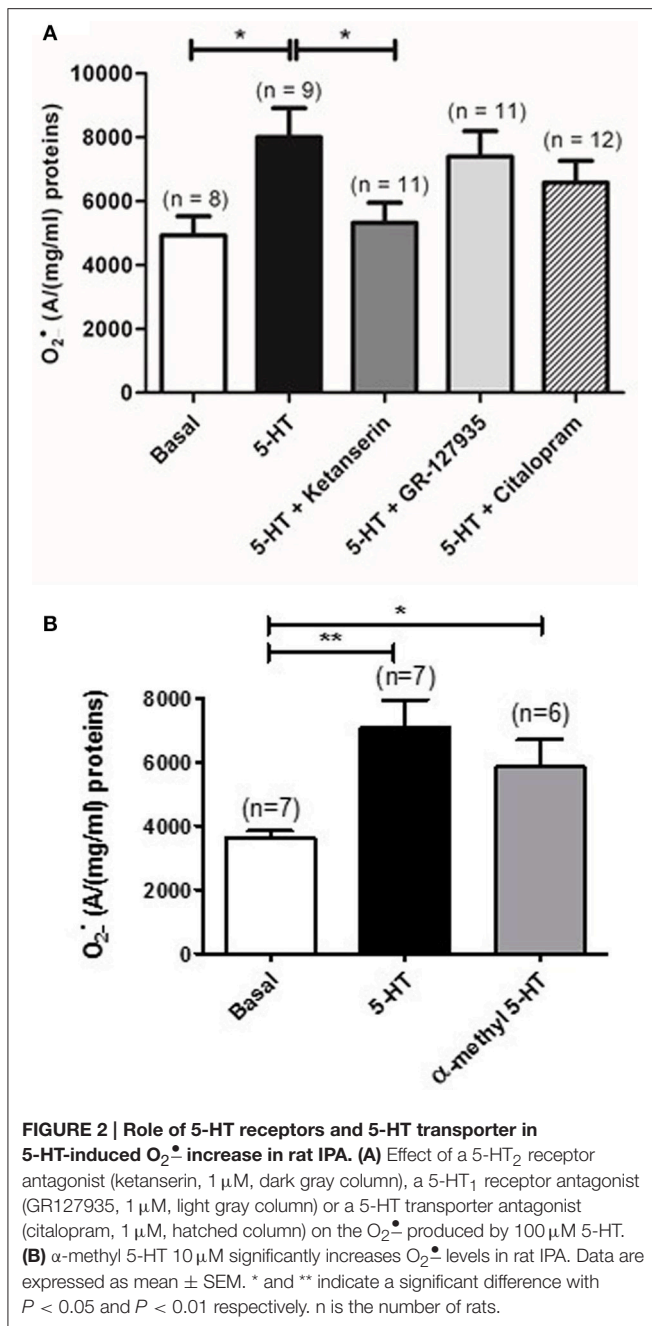 A
* *
10000
8000
6000
4000
2000
0
O₂•̲ (A/(mg/ml) proteins)
(n = 8)
(n = 9)
(n = 11)
(n = 11)
(n = 12)
Basal
5-HT
5-HT + Ketanserin
5-HT + GR-127935
5-HT + Citalopram
B
*
**
8000
6000
4000
2000
0
O₂•̲ (A/(mg/ml) proteins)
(n=7)
(n=7)
(n=6)
Basal
5-HT
α-methyl 5-HT
FIGURE 2 | Role of 5-HT receptors and 5-HT transporter in
5-HT-induced O₂•̲ increase in rat IPA. (A) Effect of a 5-HT₂ receptor
antagonist (ketanserin, 1 μM, dark gray column), a 5-HT₁ receptor antagonist
(GR127935, 1 μM, light gray column) or a 5-HT transporter antagonist
(citalopram, 1 μM, hatched column) on the O₂•̲ produced by 100 μM 5-HT.
(B) α-methyl 5-HT 10 μM significantly increases O₂•̲ levels in rat IPA. Data are
expressed as mean ± SEM. * and ** indicate a significant difference with
P < 0.05 and P < 0.01 respectively. n is the number of rats.